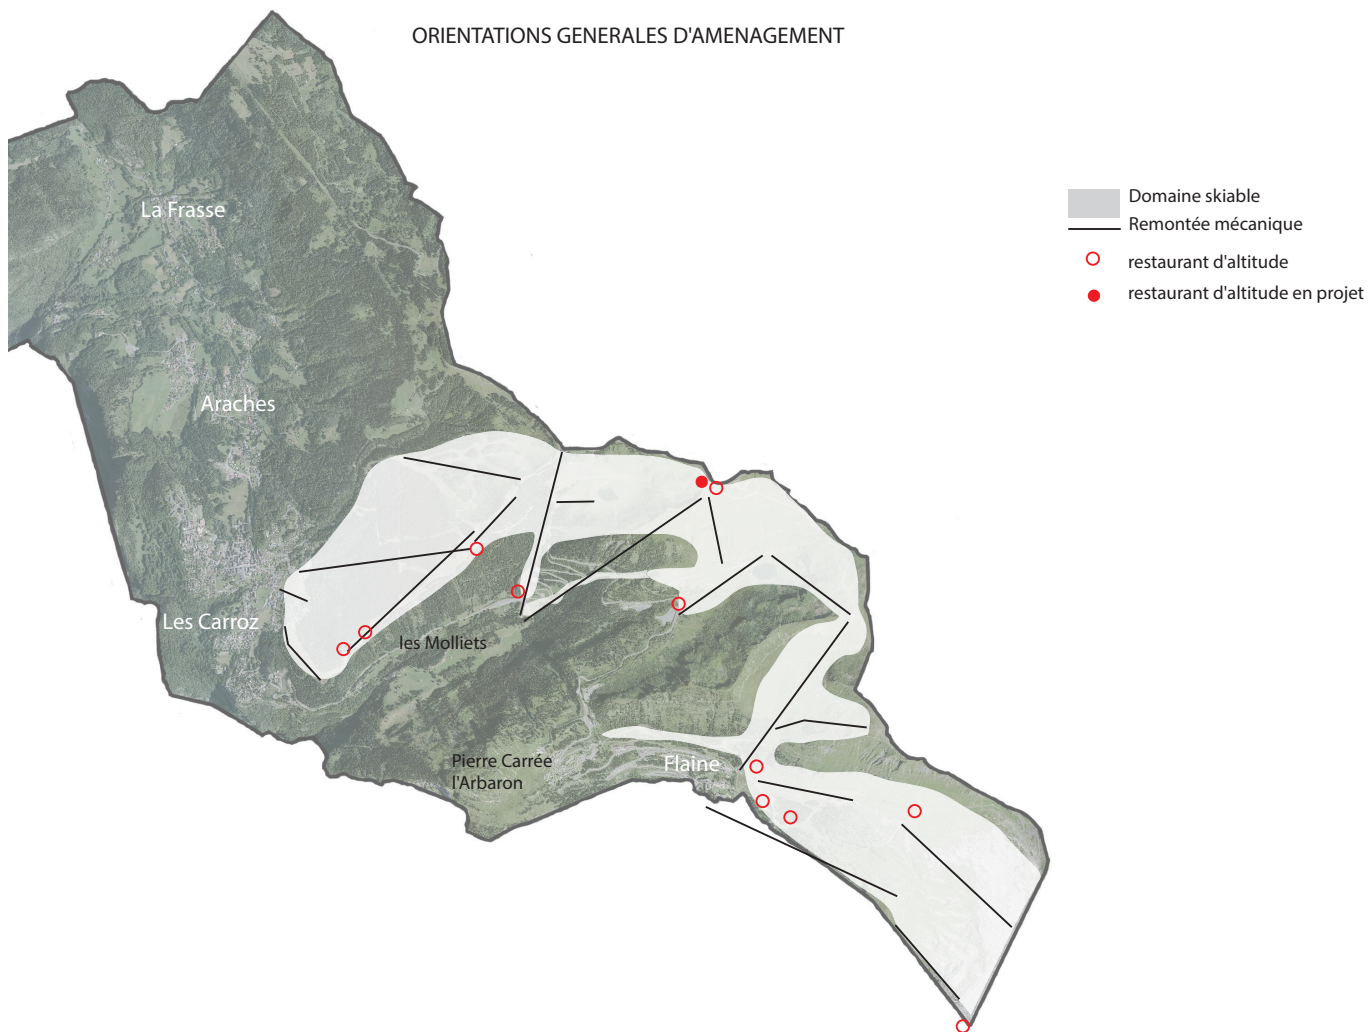 ORIENTATIONS GENERALES D'AMENAGEMENT
La Frasse
Domaine skiable
Remontée mécanique
restaurant d'altitude
restaurant d'altitude en projet
Araches
Les Carroz
les Molliets
Pierre Carrée
l'Arbaron
Flaine